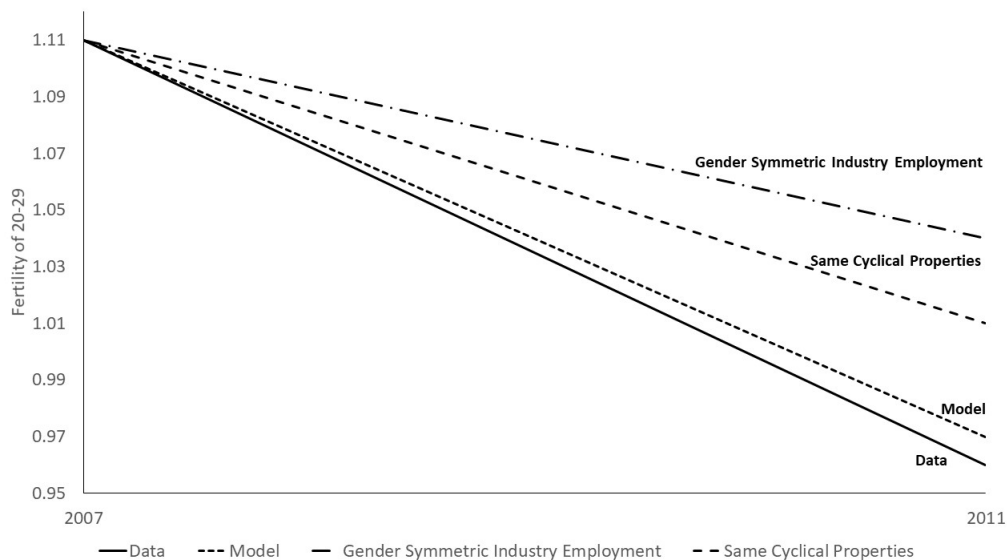 Fertility of 20-29
1.11
1.09
1.07
1.05
1.03
1.01
0.99
0.97
0.95
Gender Symmetric Industry Employment
Same Cyclical Properties
Model
Data
2007
2011
Data
Model
Gender Symmetric Industry Employment
Same Cyclical Properties